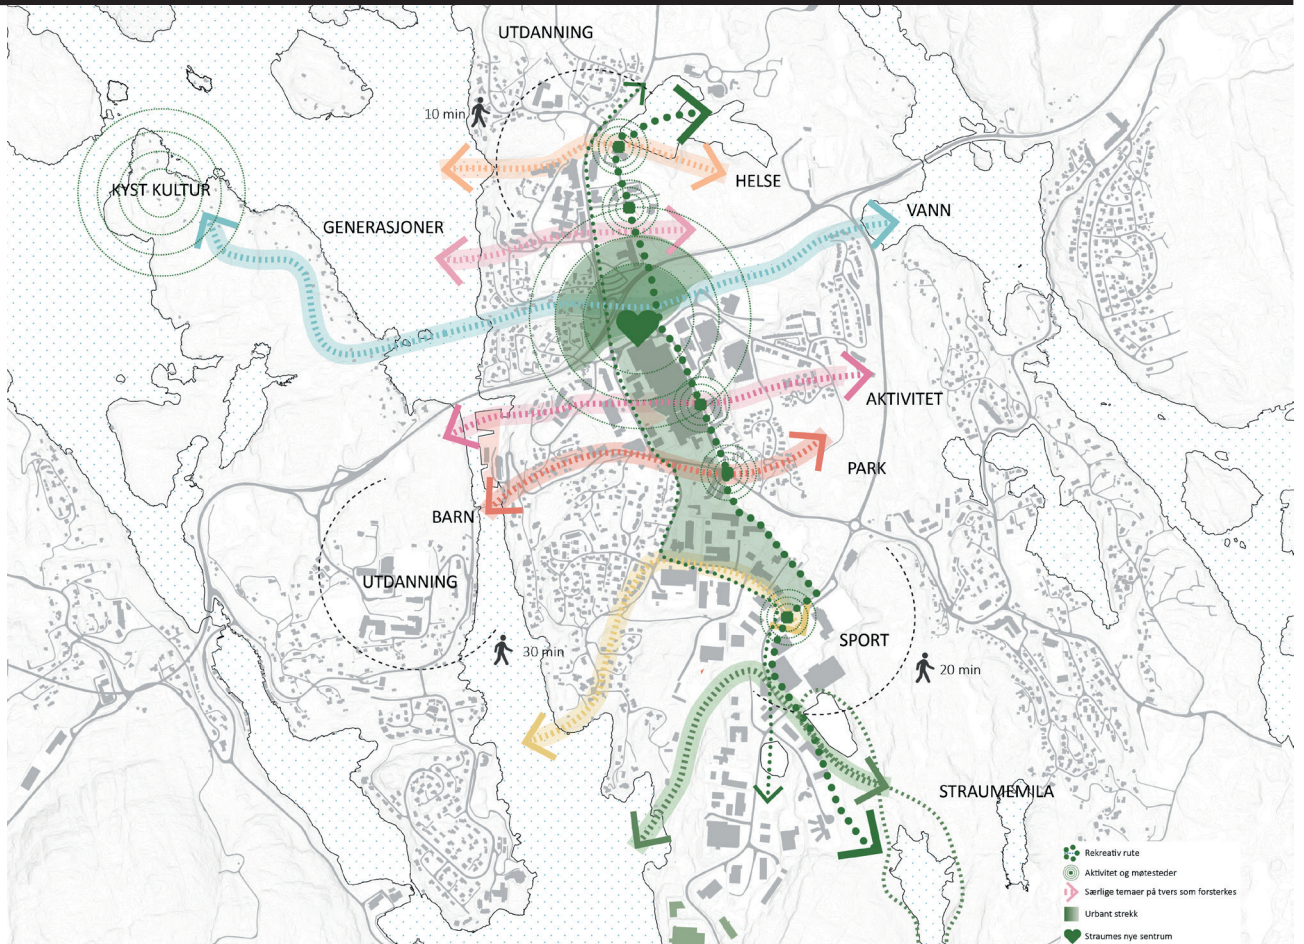 UTDANNING
10 min
KYST KULTUR
HELSE
VANN
GENERASJONER
AKTIVITET
PARK
BARN
UTDANNING
30 min
SPORT
20 min
STRAUMEMILA
Rekreativ rute
Aktivitet og møtesteder
Særlige temaer på tvers som forsterkes
Urbant strekk
Straumes nye sentrum